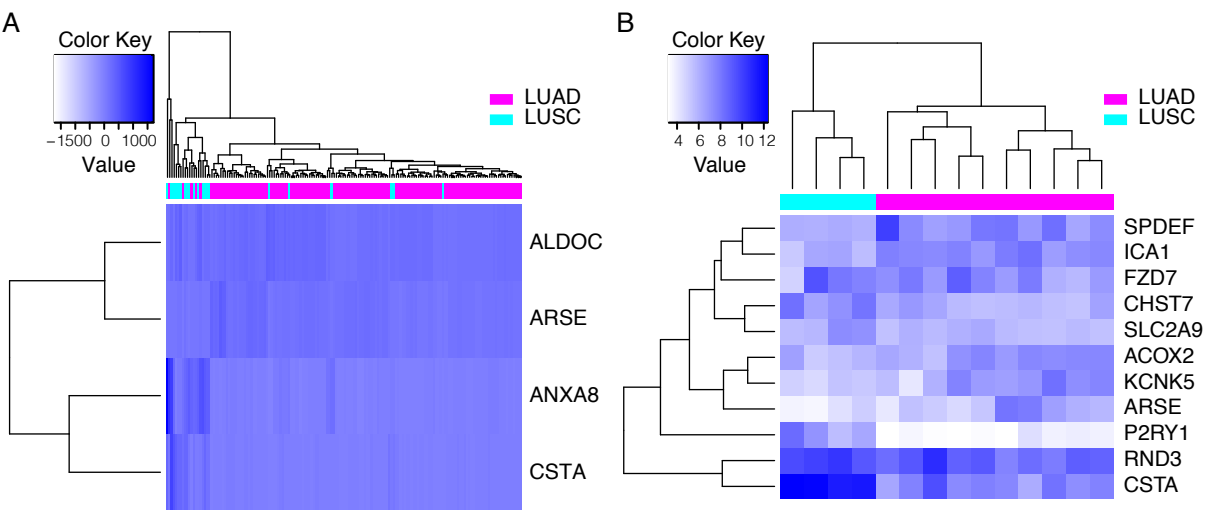 A
Color Key
−1500 0 1000
Value
LUAD
LUSC
ALDOC
ARSE
ANXA8
CSTA
B
Color Key
4 6 8 10 12
Value
LUAD
LUSC
SPDEF
ICA1
FZD7
CHST7
SLC2A9
ACOX2
KCNK5
ARSE
P2RY1
RND3
CSTA